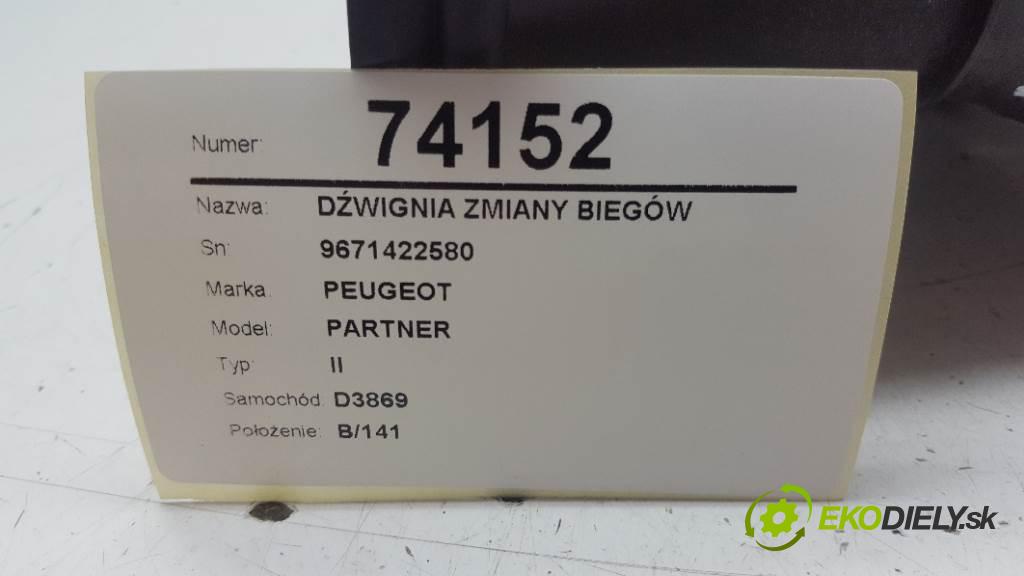 Numer: 74152
Nazwa: DŹWIGNIA ZMIANY BIEGÓW
Sn: 9671422580
Marka: PEUGEOT
Model: PARTNER
Typ: II
Samochód: D3869
Położenie: B/141
EKODIELY.sk